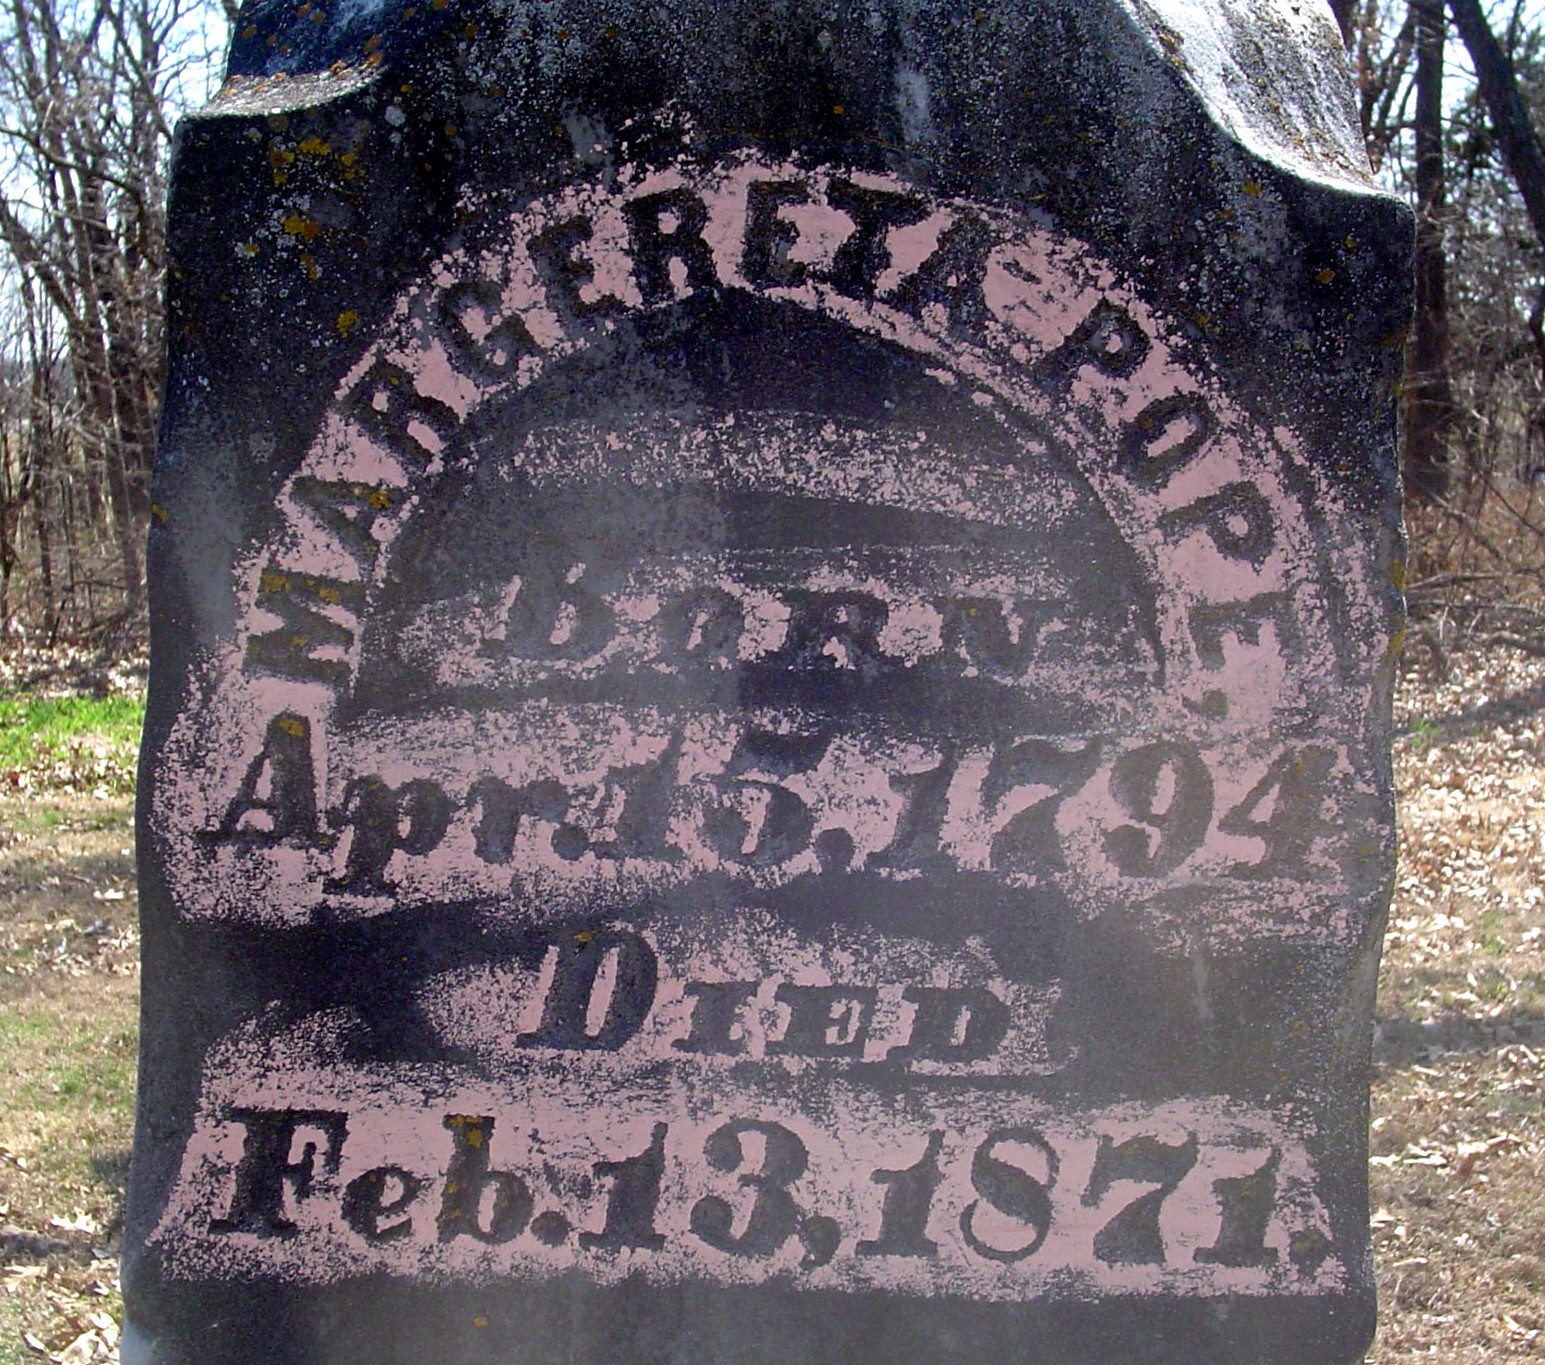 MARGERETA POPE.
BORN
Apr. 15, 1794
DIED
Feb. 13, 1871.